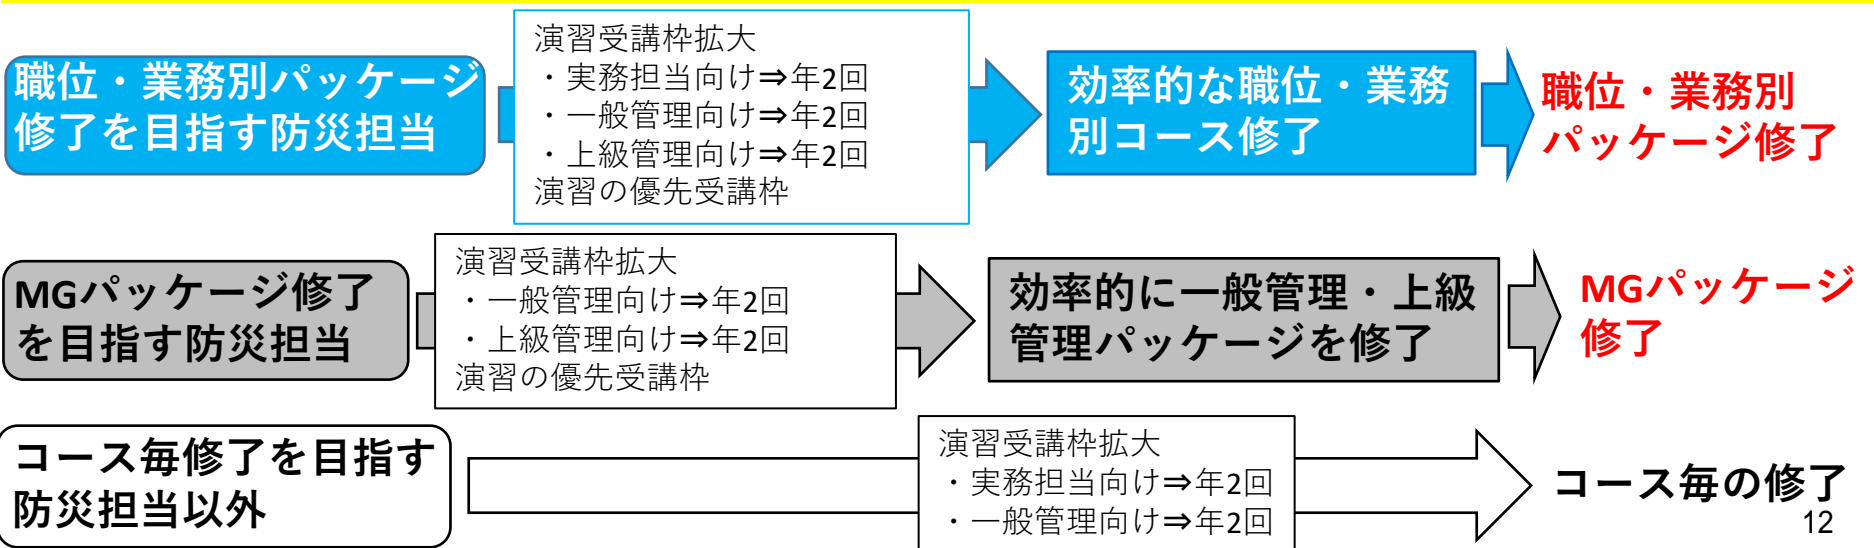 職位・業務別パッケージ
修了を目指す防災担当
演習受講枠拡大
・実務担当向け⇒年2回
・一般管理向け⇒年2回
・上級管理向け⇒年2回
演習の優先受講枠
効率的な職位・業務
別コース修了
職位・業務別
パッケージ修了
MGパッケージ修了
を目指す防災担当
演習受講枠拡大
・一般管理向け⇒年2回
・上級管理向け⇒年2回
演習の優先受講枠
効率的に一般管理・上級
管理パッケージを修了
MGパッケージ
修了
コース毎修了を目指す
防災担当以外
演習受講枠拡大
・実務担当向け⇒年2回
・一般管理向け⇒年2回
コース毎の修了
12